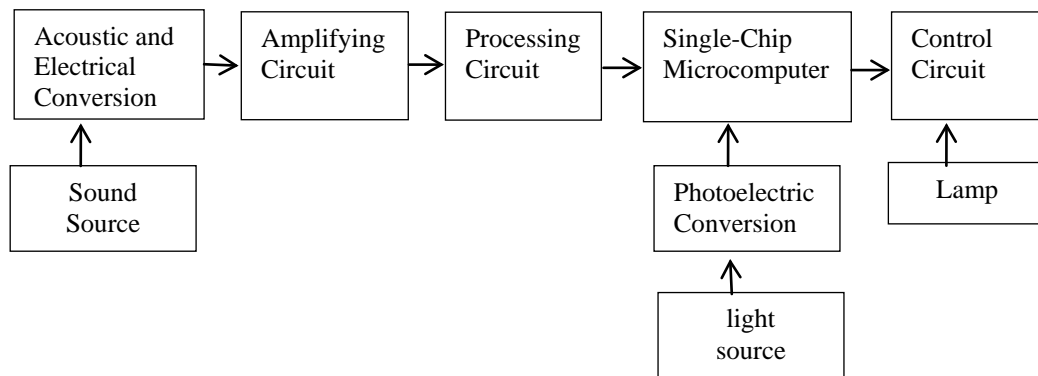 Acoustic and
Electrical
Conversion
Amplifying
Circuit
Processing
Circuit
Single-Chip
Microcomputer
Control
Circuit
Sound
Source
Photoelectric
Conversion
Lamp
light
source